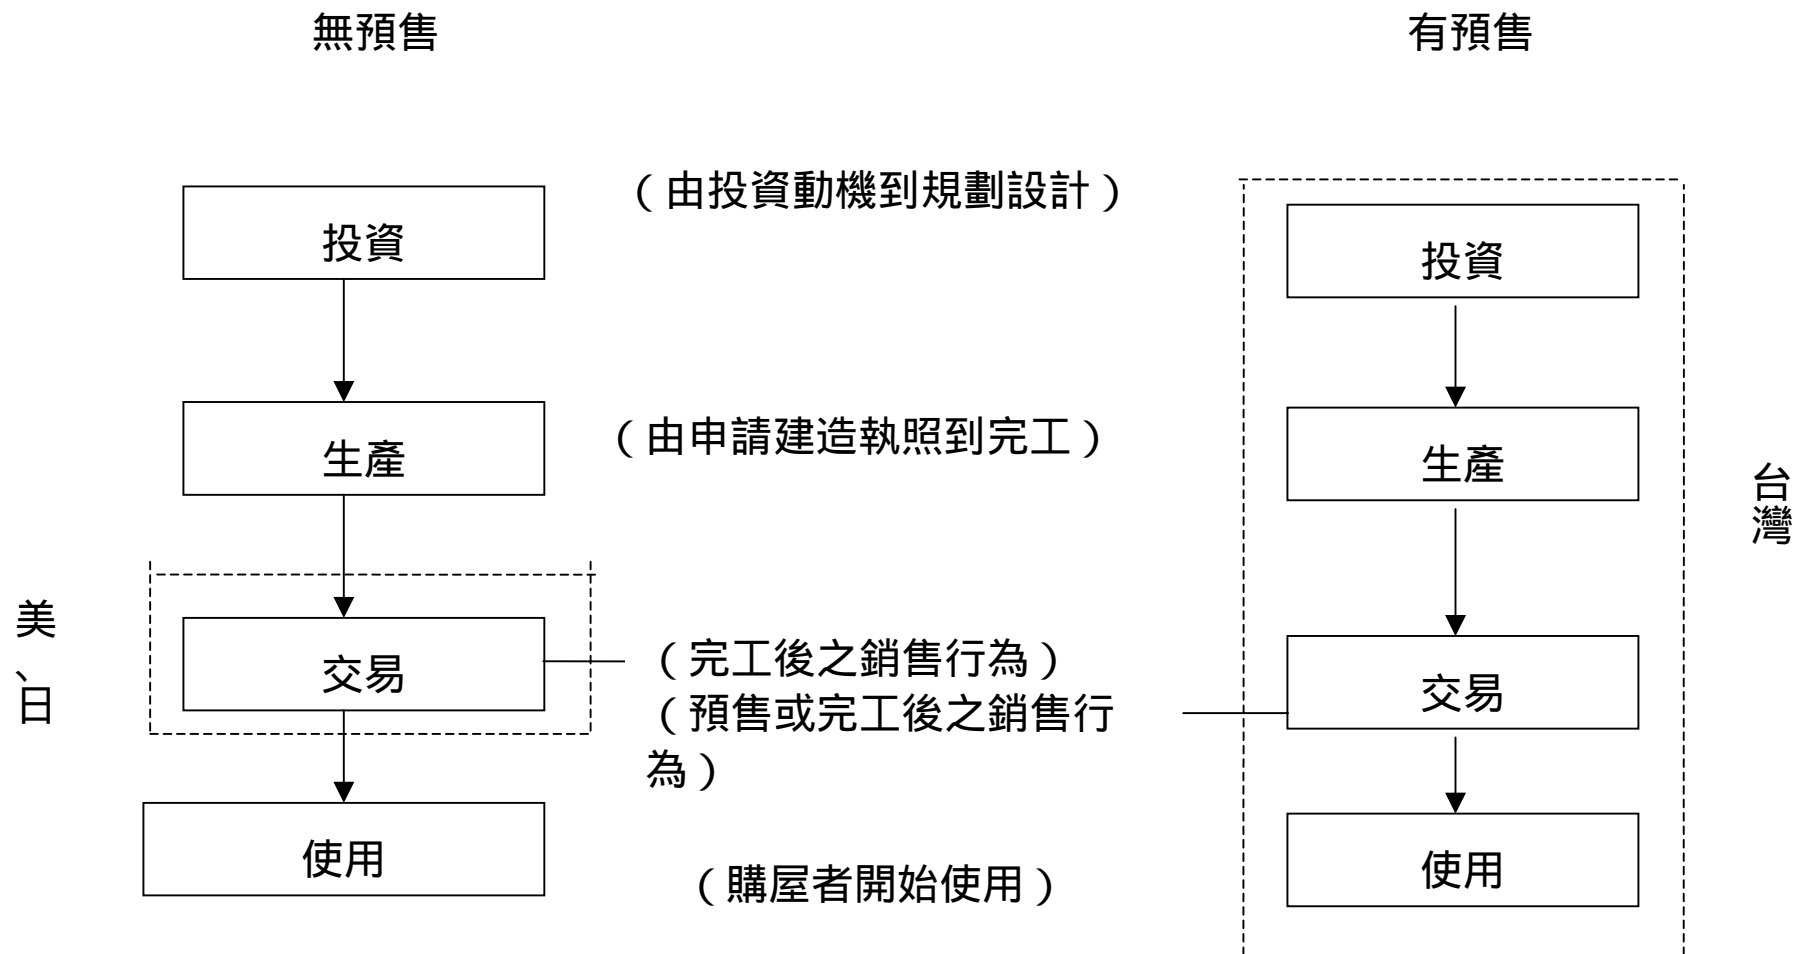 無預售
有預售
（由投資動機到規劃設計）
投資
投資
（由申請建造執照到完工）
生產
生產
台灣
美、日
（完工後之銷售行為）
交易
交易
（預售或完工後之銷售行
為）
使用
使用
（購屋者開始使用）